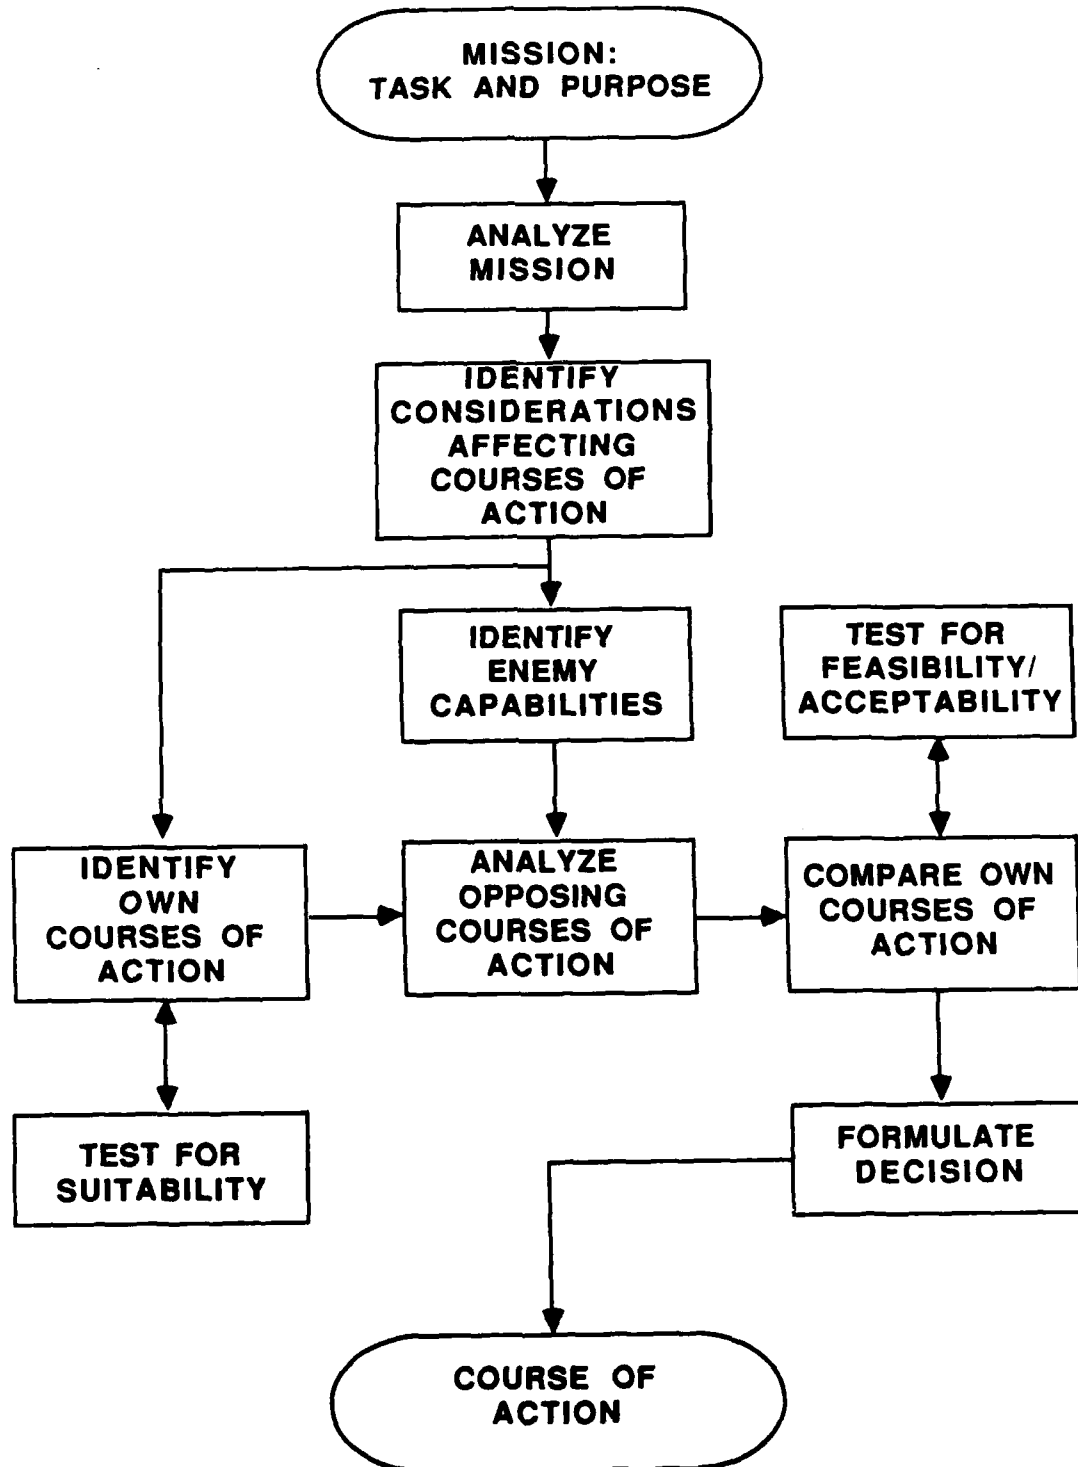 MISSION:
TASK AND PURPOSE
ANALYZE
MISSION
IDENTIFY
CONSIDERATIONS
AFFECTING
COURSES OF
ACTION
IDENTIFY
ENEMY
CAPABILITIES
TEST FOR
FEASIBILITY/
ACCEPTABILITY
IDENTIFY
OWN
COURSES OF
ACTION
ANALYZE
OPPOSING
COURSES OF
ACTION
COMPARE OWN
COURSES OF
ACTION
TEST FOR
SUITABILITY
FORMULATE
DECISION
COURSE OF
ACTION